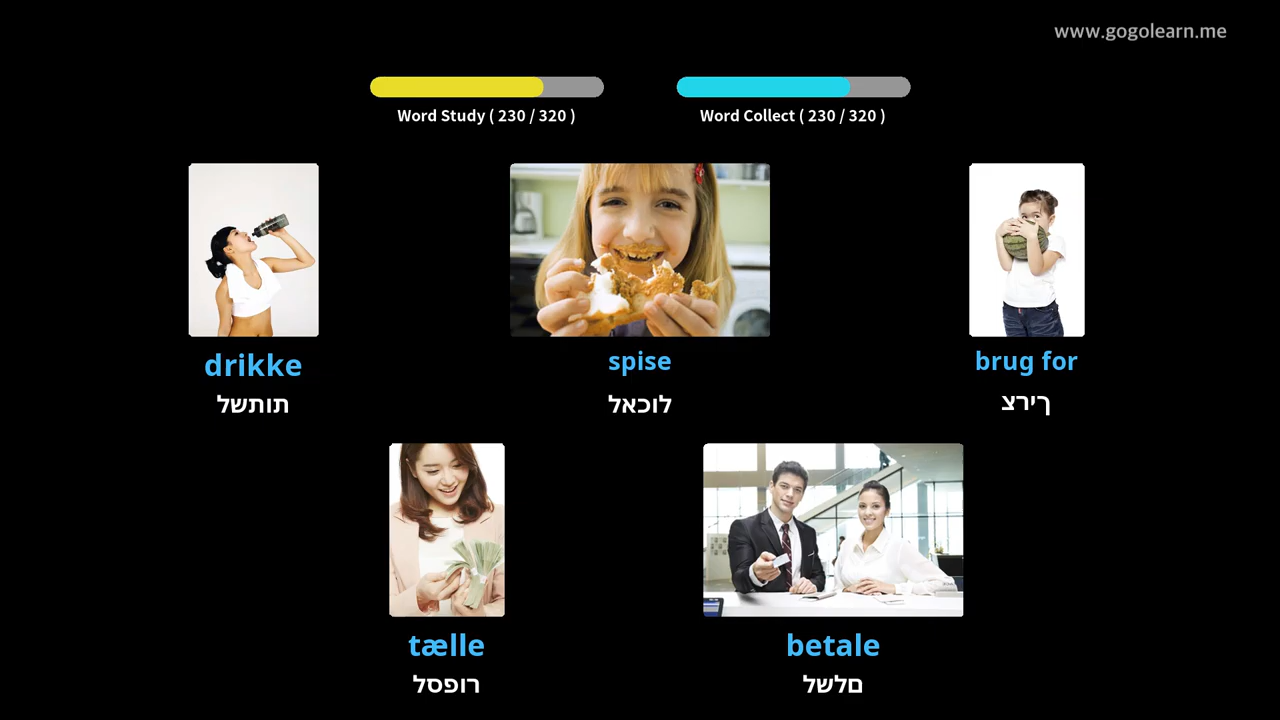 www.gogolearn.me
Word Study ( 230 / 320 )
Word Collect ( 230 / 320 )
drikke
לשתות
spise
לאכול
brug for
צריך
tælle
לספור
betale
לשלם